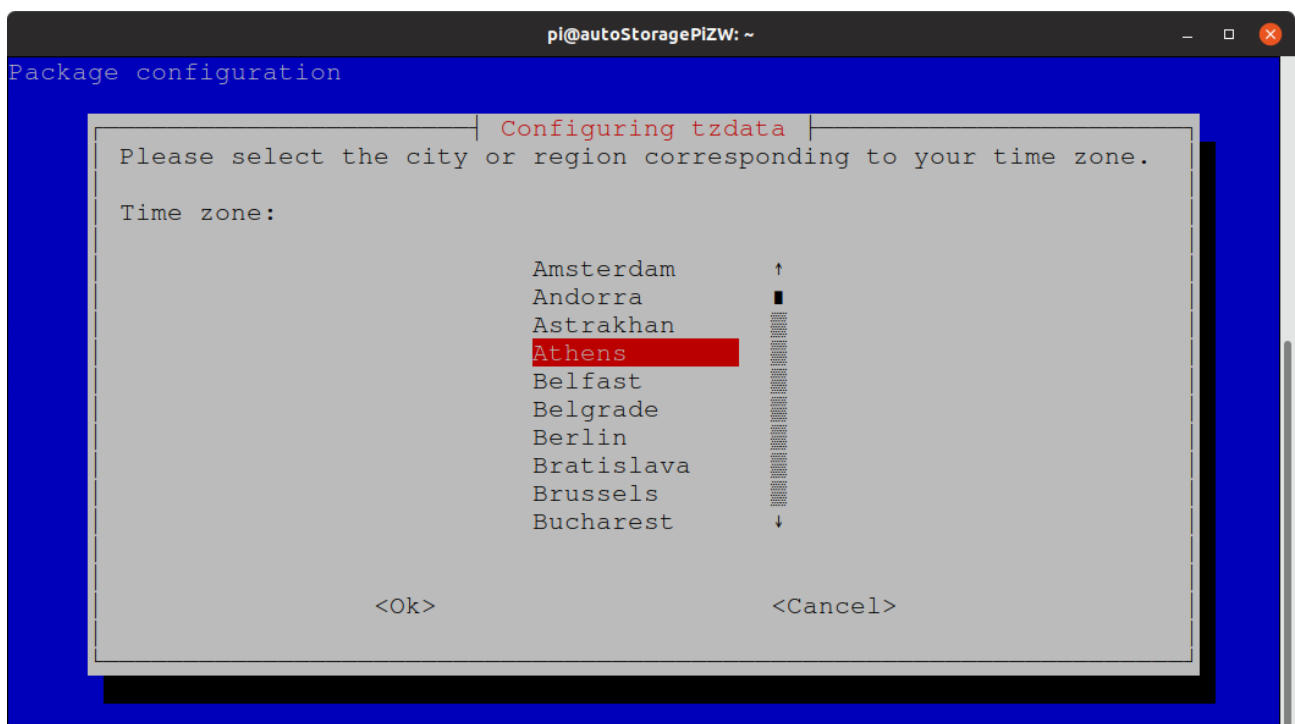 pi@autoStoragePiZW: ~
Package configuration
Configuring tzdata
Please select the city or region corresponding to your time zone.
Time zone:
Amsterdam
Andorra
Astrakhan
Athens
Belfast
Belgrade
Berlin
Bratislava
Brussels
Bucharest
<Ok> <Cancel>